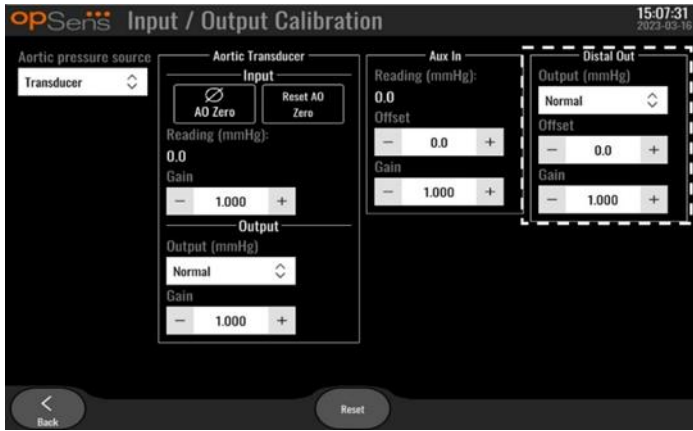 opSens Input / Output Calibration
15:07:31
2023-03-16
Aortic pressure source
Transducer
Aortic Transducer
Input
AO Zero
Reset AO
Zero
Reading (mmHg):
0.0
Gain
− 1.000 +
Output
Output (mmHg)
Normal
Gain
− 1.000 +
Aux In
Reading (mmHg):
0.0
Offset
− 0.0 +
Gain
− 1.000 +
Distal Out
Output (mmHg)
Normal
Offset
− 0.0 +
Gain
− 1.000 +
Back
Reset